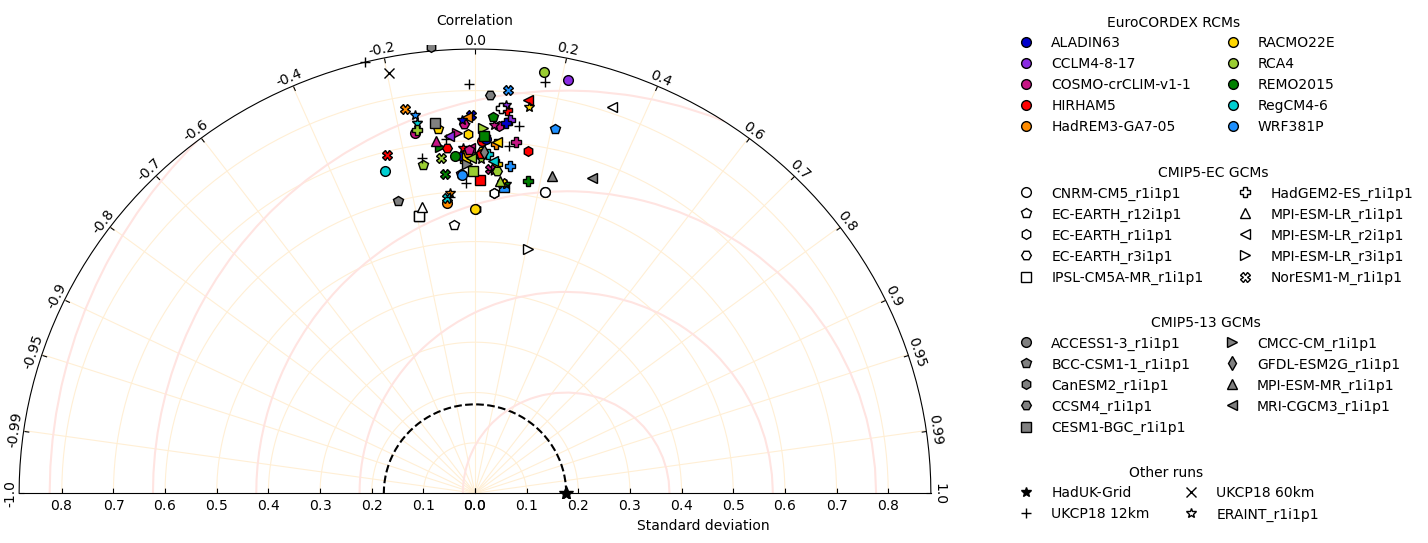 Correlation
-1.0
-0.99
-0.95
-0.9
-0.8
-0.7
-0.6
-0.4
-0.2
0.0
0.2
0.4
0.6
0.7
0.8
0.9
0.95
0.99
1.0
0.8 0.7 0.6 0.5 0.4 0.3 0.2 0.1 0.0 0.1 0.2 0.3 0.4 0.5 0.6 0.7 0.8
Standard deviation
EuroCORDEX RCMs
ALADIN63 RACMO22E
CCLM4-8-17 RCA4
COSMO-crCLIM-v1-1 REMO2015
HIRHAM5 RegCM4-6
HadREM3-GA7-05 WRF381P
CMIP5-EC GCMs
CNRM-CM5_r1i1p1 HadGEM2-ES_r1i1p1
EC-EARTH_r12i1p1 MPI-ESM-LR_r1i1p1
EC-EARTH_r1i1p1 MPI-ESM-LR_r2i1p1
EC-EARTH_r3i1p1 MPI-ESM-LR_r3i1p1
IPSL-CM5A-MR_r1i1p1 NorESM1-M_r1i1p1
CMIP5-13 GCMs
ACCESS1-3_r1i1p1 CMCC-CM_r1i1p1
BCC-CSM1-1_r1i1p1 GFDL-ESM2G_r1i1p1
CanESM2_r1i1p1 MPI-ESM-MR_r1i1p1
CCSM4_r1i1p1 MRI-CGCM3_r1i1p1
CESM1-BGC_r1i1p1
Other runs
HadUK-Grid UKCP18 60km
UKCP18 12km ERAINT_r1i1p1